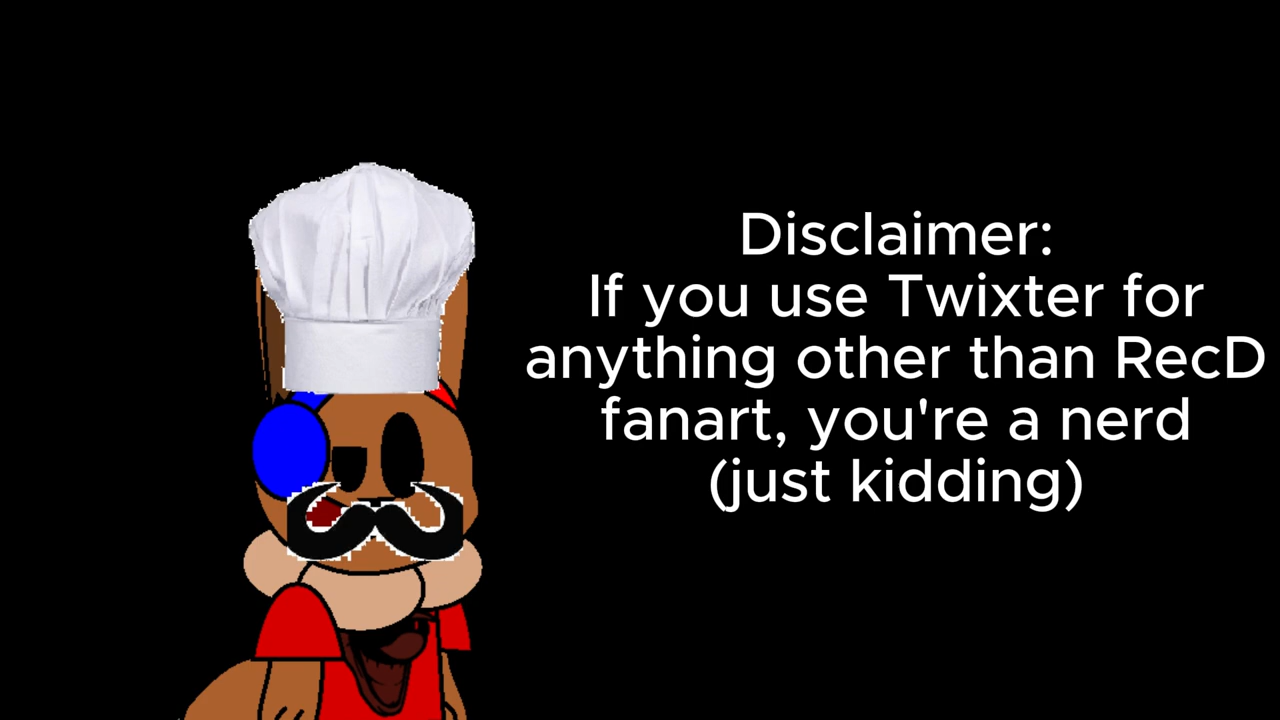 Disclaimer:
If you use Twixter for
anything other than RecD
fanart, you're a nerd
(just kidding)